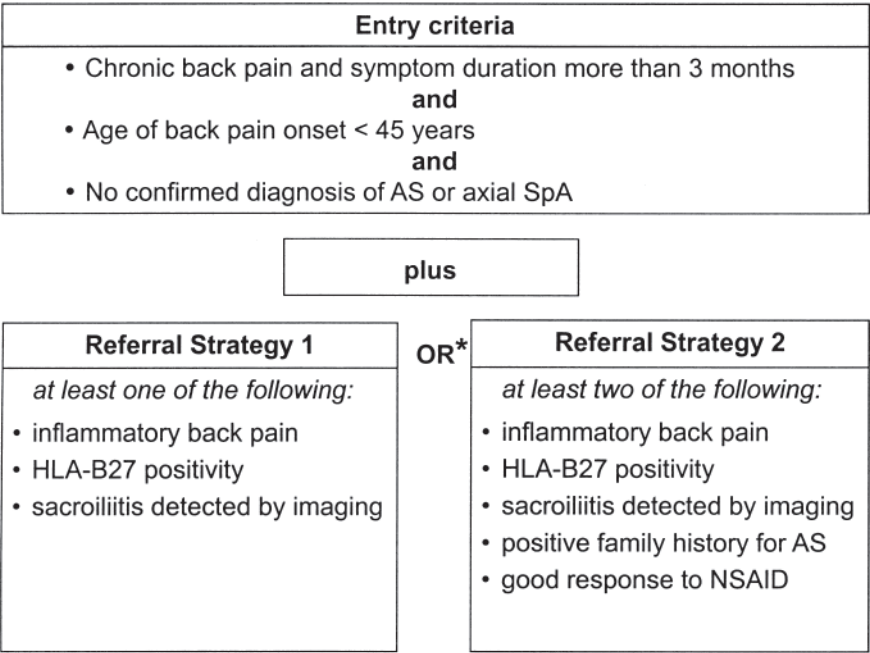 Entry criteria
• Chronic back pain and symptom duration more than 3 months
and
• Age of back pain onset < 45 years
and
• No confirmed diagnosis of AS or axial SpA
plus
Referral Strategy 1
at least one of the following:
• inflammatory back pain
• HLA-B27 positivity
• sacroiliitis detected by imaging
OR*
Referral Strategy 2
at least two of the following:
• inflammatory back pain
• HLA-B27 positivity
• sacroiliitis detected by imaging
• positive family history for AS
• good response to NSAID